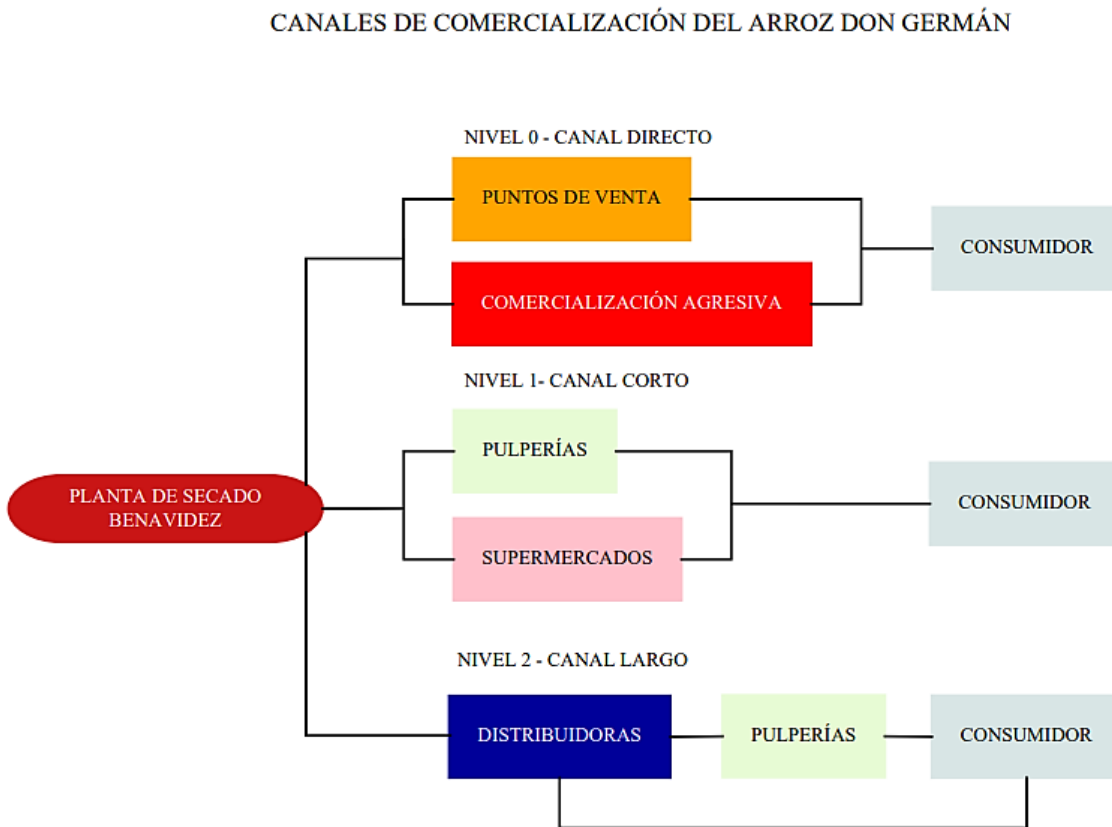 CANALES DE COMERCIALIZACIÓN DEL ARROZ DON GERMÁN
NIVEL 0 - CANAL DIRECTO
PUNTOS DE VENTA
CONSUMIDOR
COMERCIALIZACIÓN AGRESIVA
NIVEL 1- CANAL CORTO
PULPERÍAS
PLANTA DE SECADO
BENAVIDEZ
CONSUMIDOR
SUPERMERCADOS
NIVEL 2 - CANAL LARGO
DISTRIBUIDORAS
PULPERÍAS
CONSUMIDOR